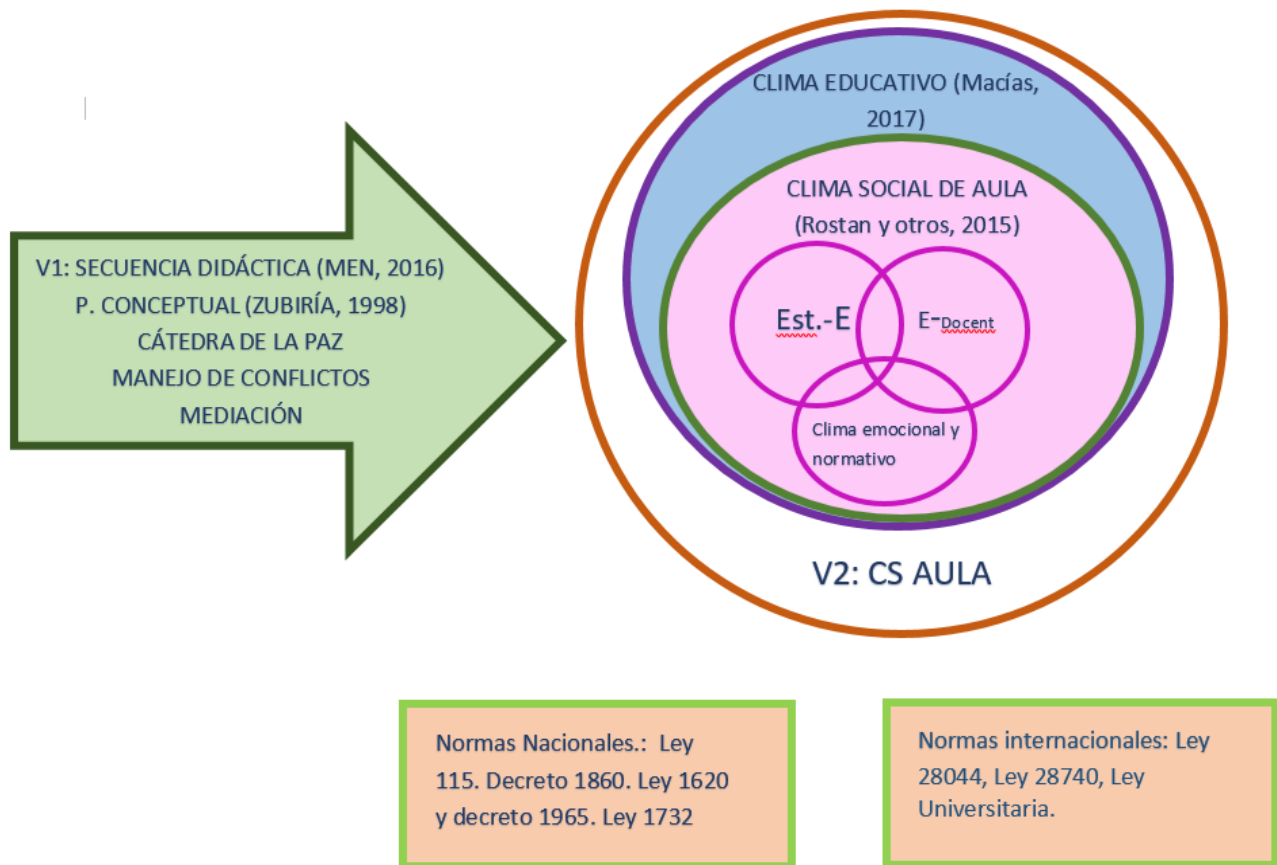 CLIMA EDUCATIVO (Macías,
2017)
CLIMA SOCIAL DE AULA
(Rostan y otros, 2015)
V1: SECUENCIA DIDÁCTICA (MEN, 2016)
P. CONCEPTUAL (ZUBIRÍA, 1998)
CÁTEDRA DE LA PAZ
MANEJO DE CONFLICTOS
MEDIACIÓN
Est.-E
E-Docent
Clima emocional y
normativo
V2: CS AULA
Normas Nacionales.: Ley
115. Decreto 1860. Ley 1620
y decreto 1965. Ley 1732
Normas internacionales: Ley
28044, Ley 28740, Ley
Universitaria.